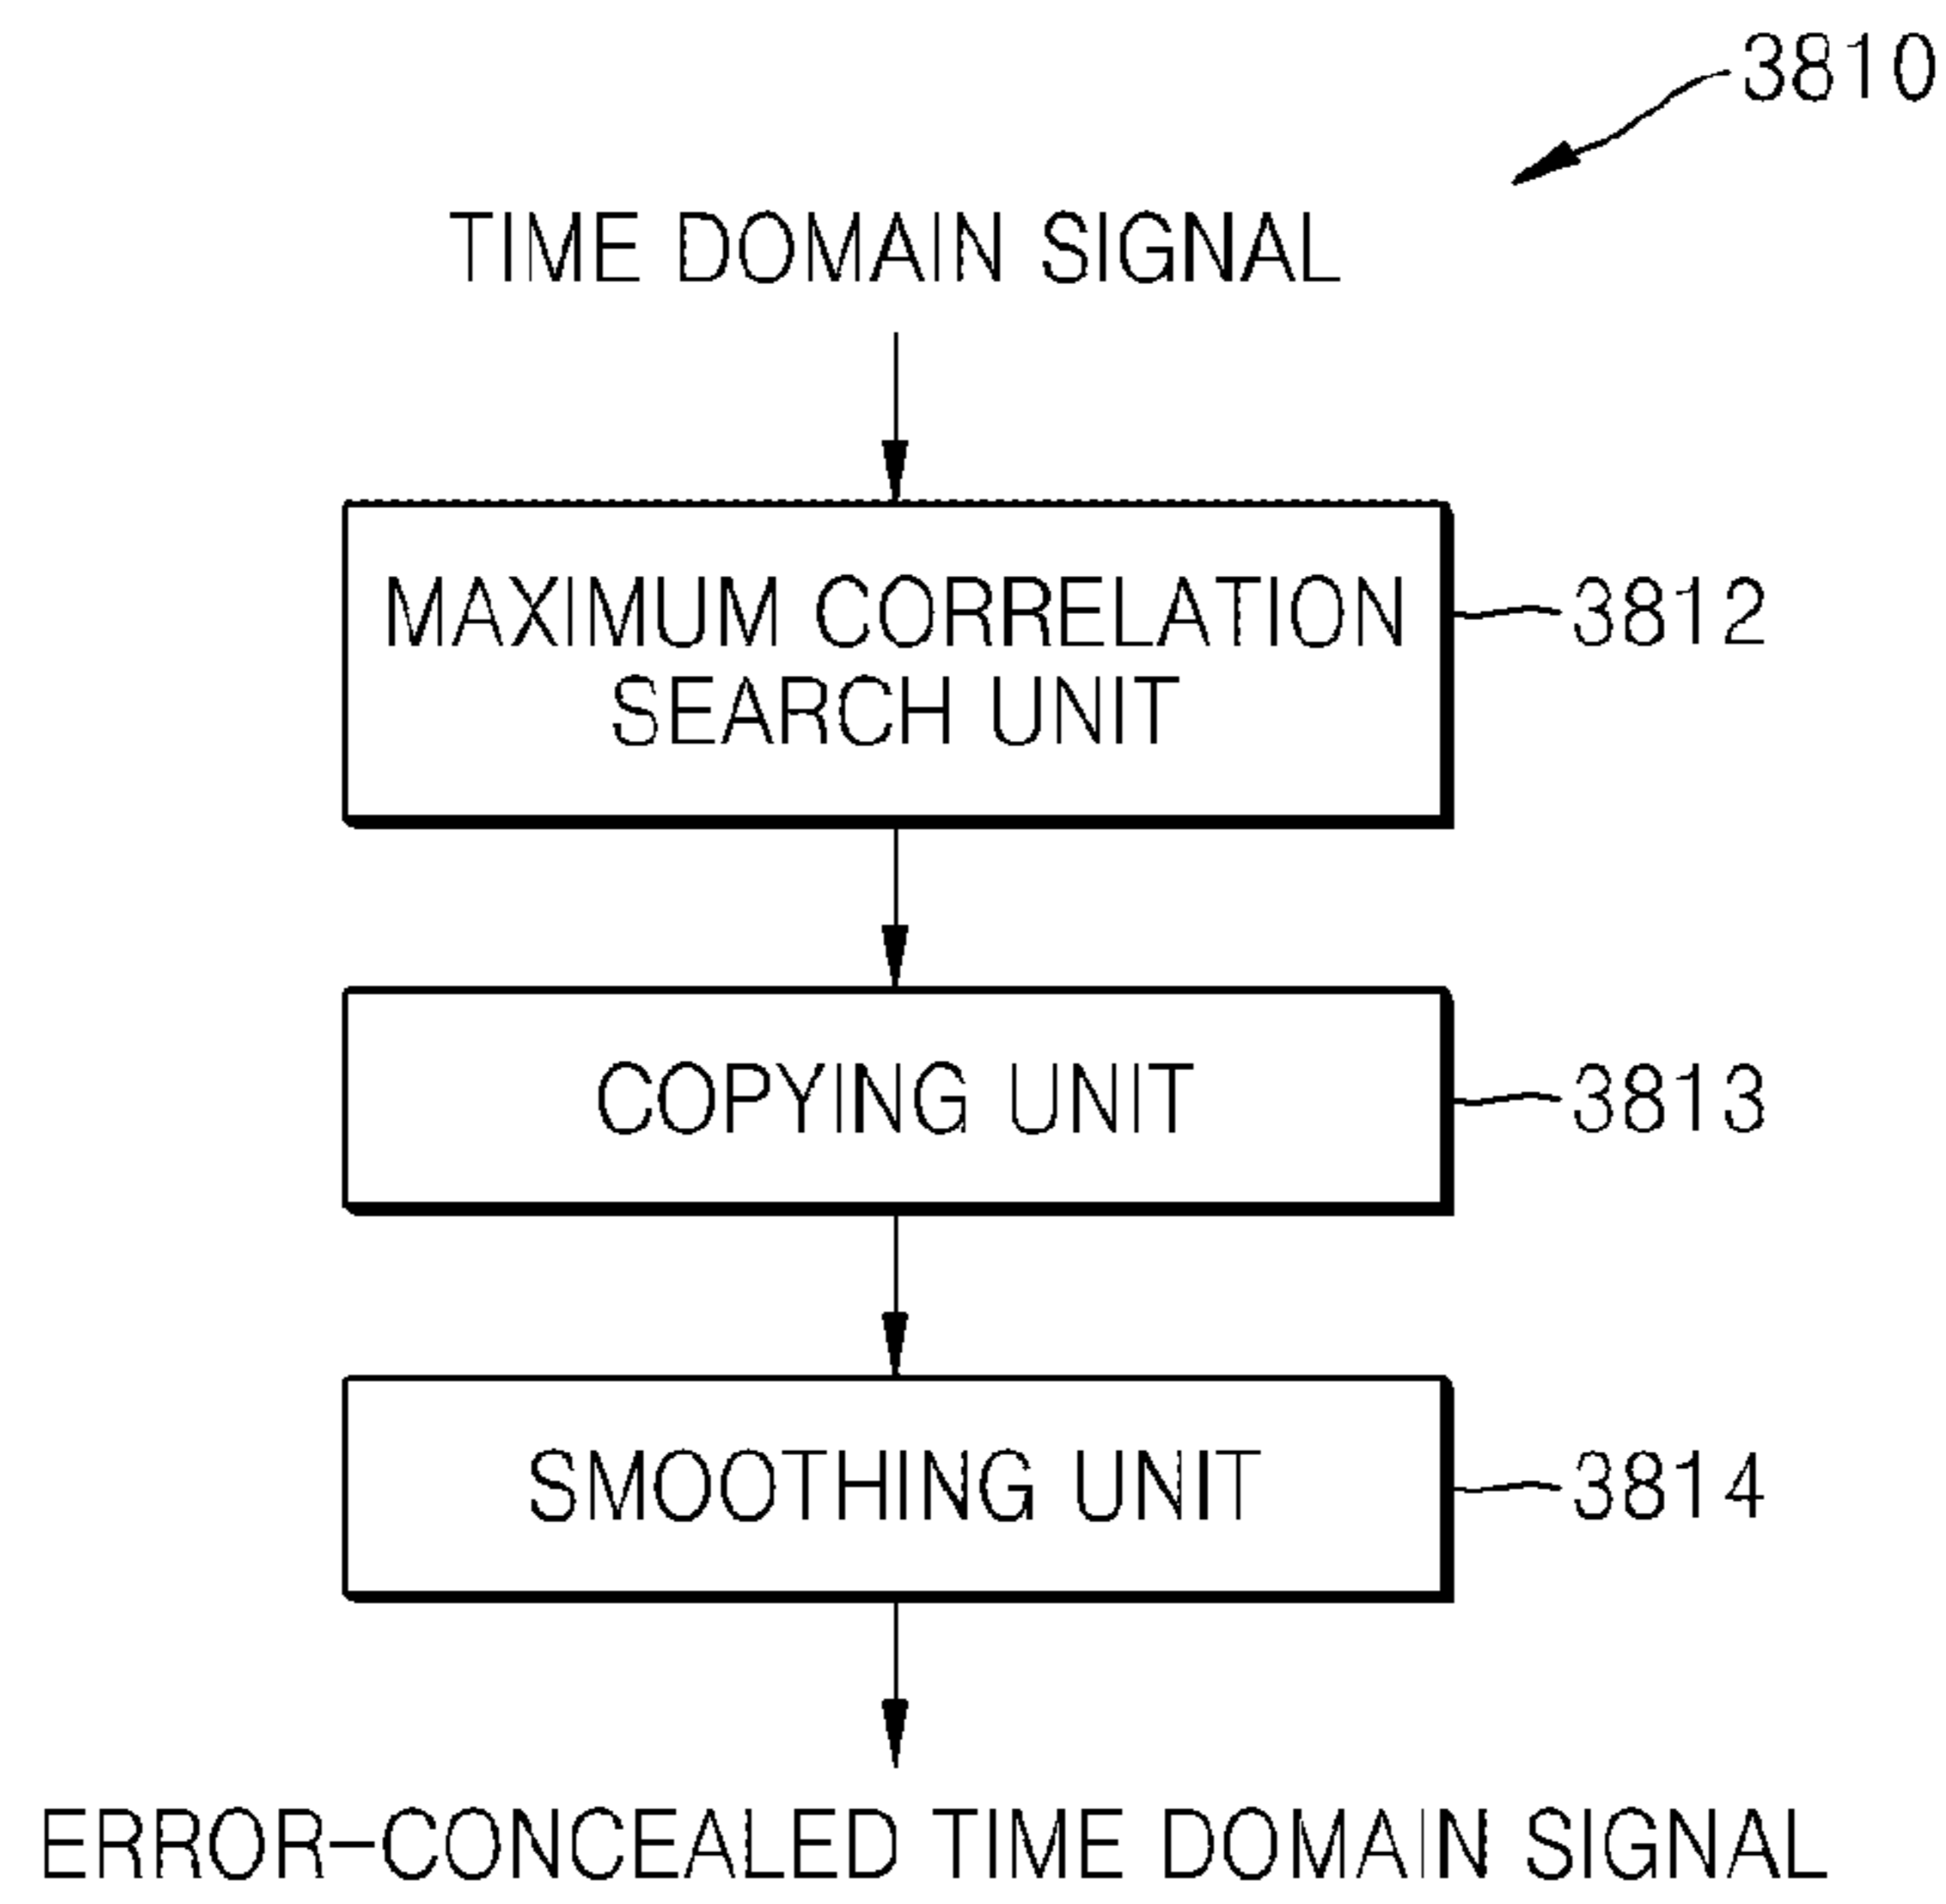 3810
TIME DOMAIN SIGNAL
MAXIMUM CORRELATION
SEARCH UNIT
3812
COPYING UNIT
3813
SMOOTHING UNIT
3814
ERROR-CONCEALED TIME DOMAIN SIGNAL